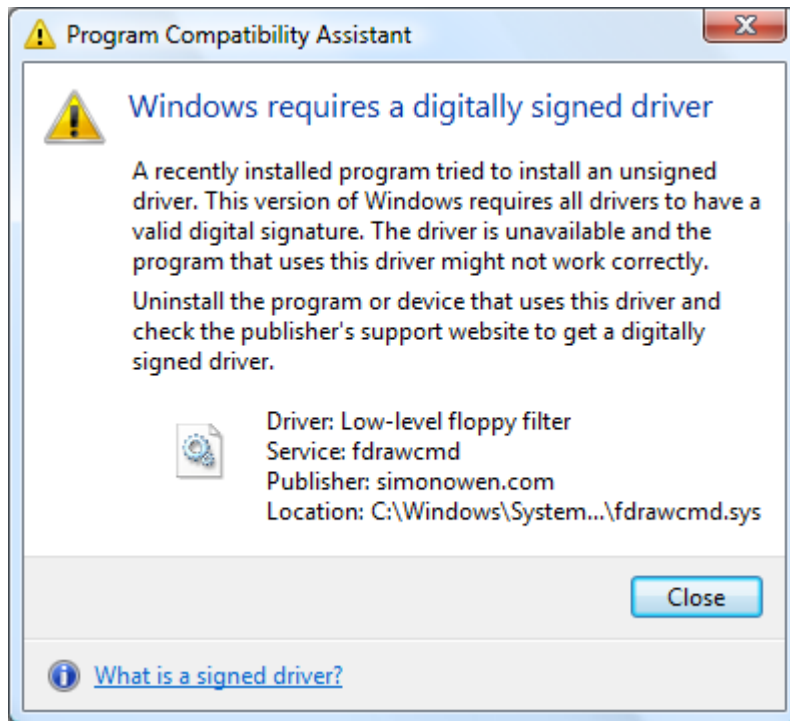 Program Compatibility Assistant
Windows requires a digitally signed driver
A recently installed program tried to install an unsigned
driver. This version of Windows requires all drivers to have a
valid digital signature. The driver is unavailable and the
program that uses this driver might not work correctly.
Uninstall the program or device that uses this driver and
check the publisher's support website to get a digitally
signed driver.
Driver: Low-level floppy filter
Service: fdrawcmd
Publisher: simonowen.com
Location: C:\Windows\System...\fdrawcmd.sys
Close
What is a signed driver?